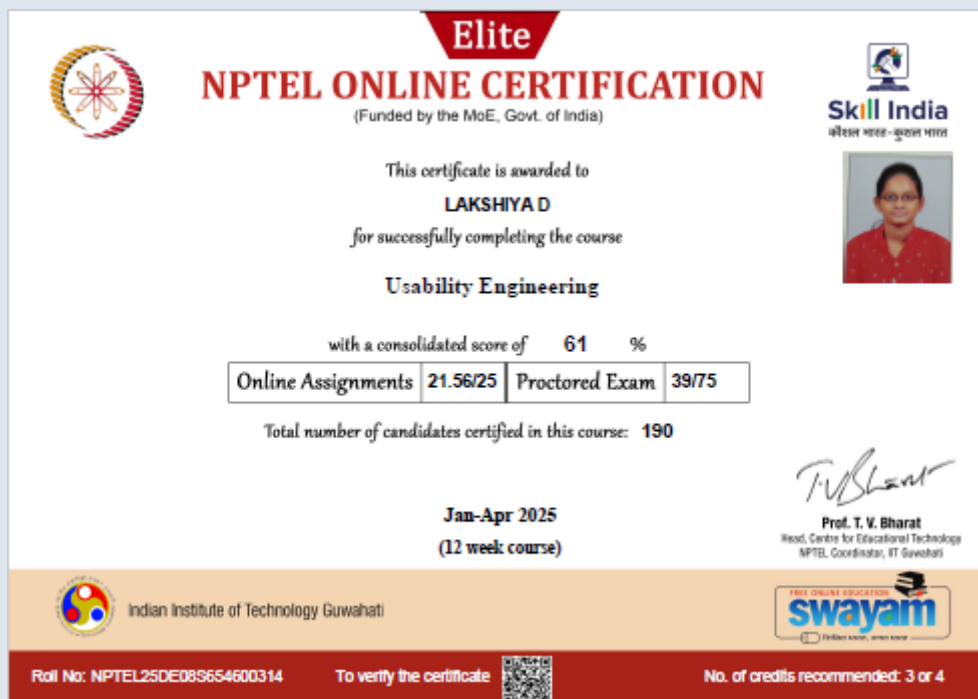 Elite
NPTEL ONLINE CERTIFICATION
(Funded by the MoE, Govt. of India)
Skill India
कौशल भारत - कुशल भारत
This certificate is awarded to
LAKSHIYA D
for successfully completing the course
Usability Engineering
with a consolidated score of 61 %
Online Assignments 21.56/25 Proctored Exam 39/75
Total number of candidates certified in this course: 190
Jan-Apr 2025
(12 week course)
Prof. T. V. Bharat
Head, Centre for Educational Technology
NPTEL Coordinator, IIT Guwahati
Indian Institute of Technology Guwahati
FREE ONLINE EDUCATION
swayam
Roll No: NPTEL25DE08S654600314 To verify the certificate No. of credits recommended: 3 or 4